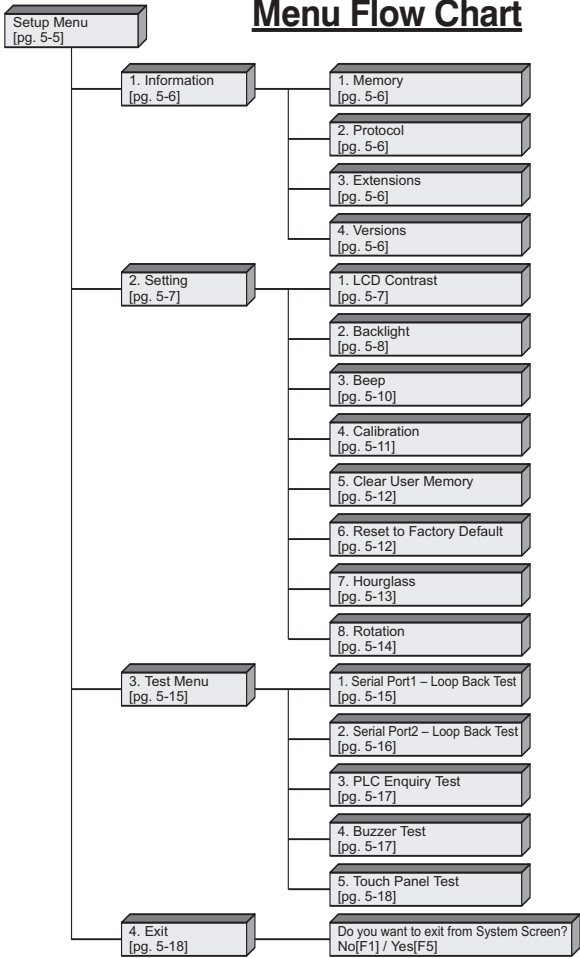 Menu Flow Chart
Setup Menu
[pg. 5-5]
1. Information
[pg. 5-6]
1. Memory
[pg. 5-6]
2. Protocol
[pg. 5-6]
3. Extensions
[pg. 5-6]
4. Versions
[pg. 5-6]
2. Setting
[pg. 5-7]
1. LCD Contrast
[pg. 5-7]
2. Backlight
[pg. 5-8]
3. Beep
[pg. 5-10]
4. Calibration
[pg. 5-11]
5. Clear User Memory
[pg. 5-12]
6. Reset to Factory Default
[pg. 5-12]
7. Hourglass
[pg. 5-13]
8. Rotation
[pg. 5-14]
3. Test Menu
[pg. 5-15]
1. Serial Port1 – Loop Back Test
[pg. 5-15]
2. Serial Port2 – Loop Back Test
[pg. 5-16]
3. PLC Enquiry Test
[pg. 5-17]
4. Buzzer Test
[pg. 5-17]
5. Touch Panel Test
[pg. 5-18]
4. Exit
[pg. 5-18]
Do you want to exit from System Screen?
No[F1] / Yes[F5]